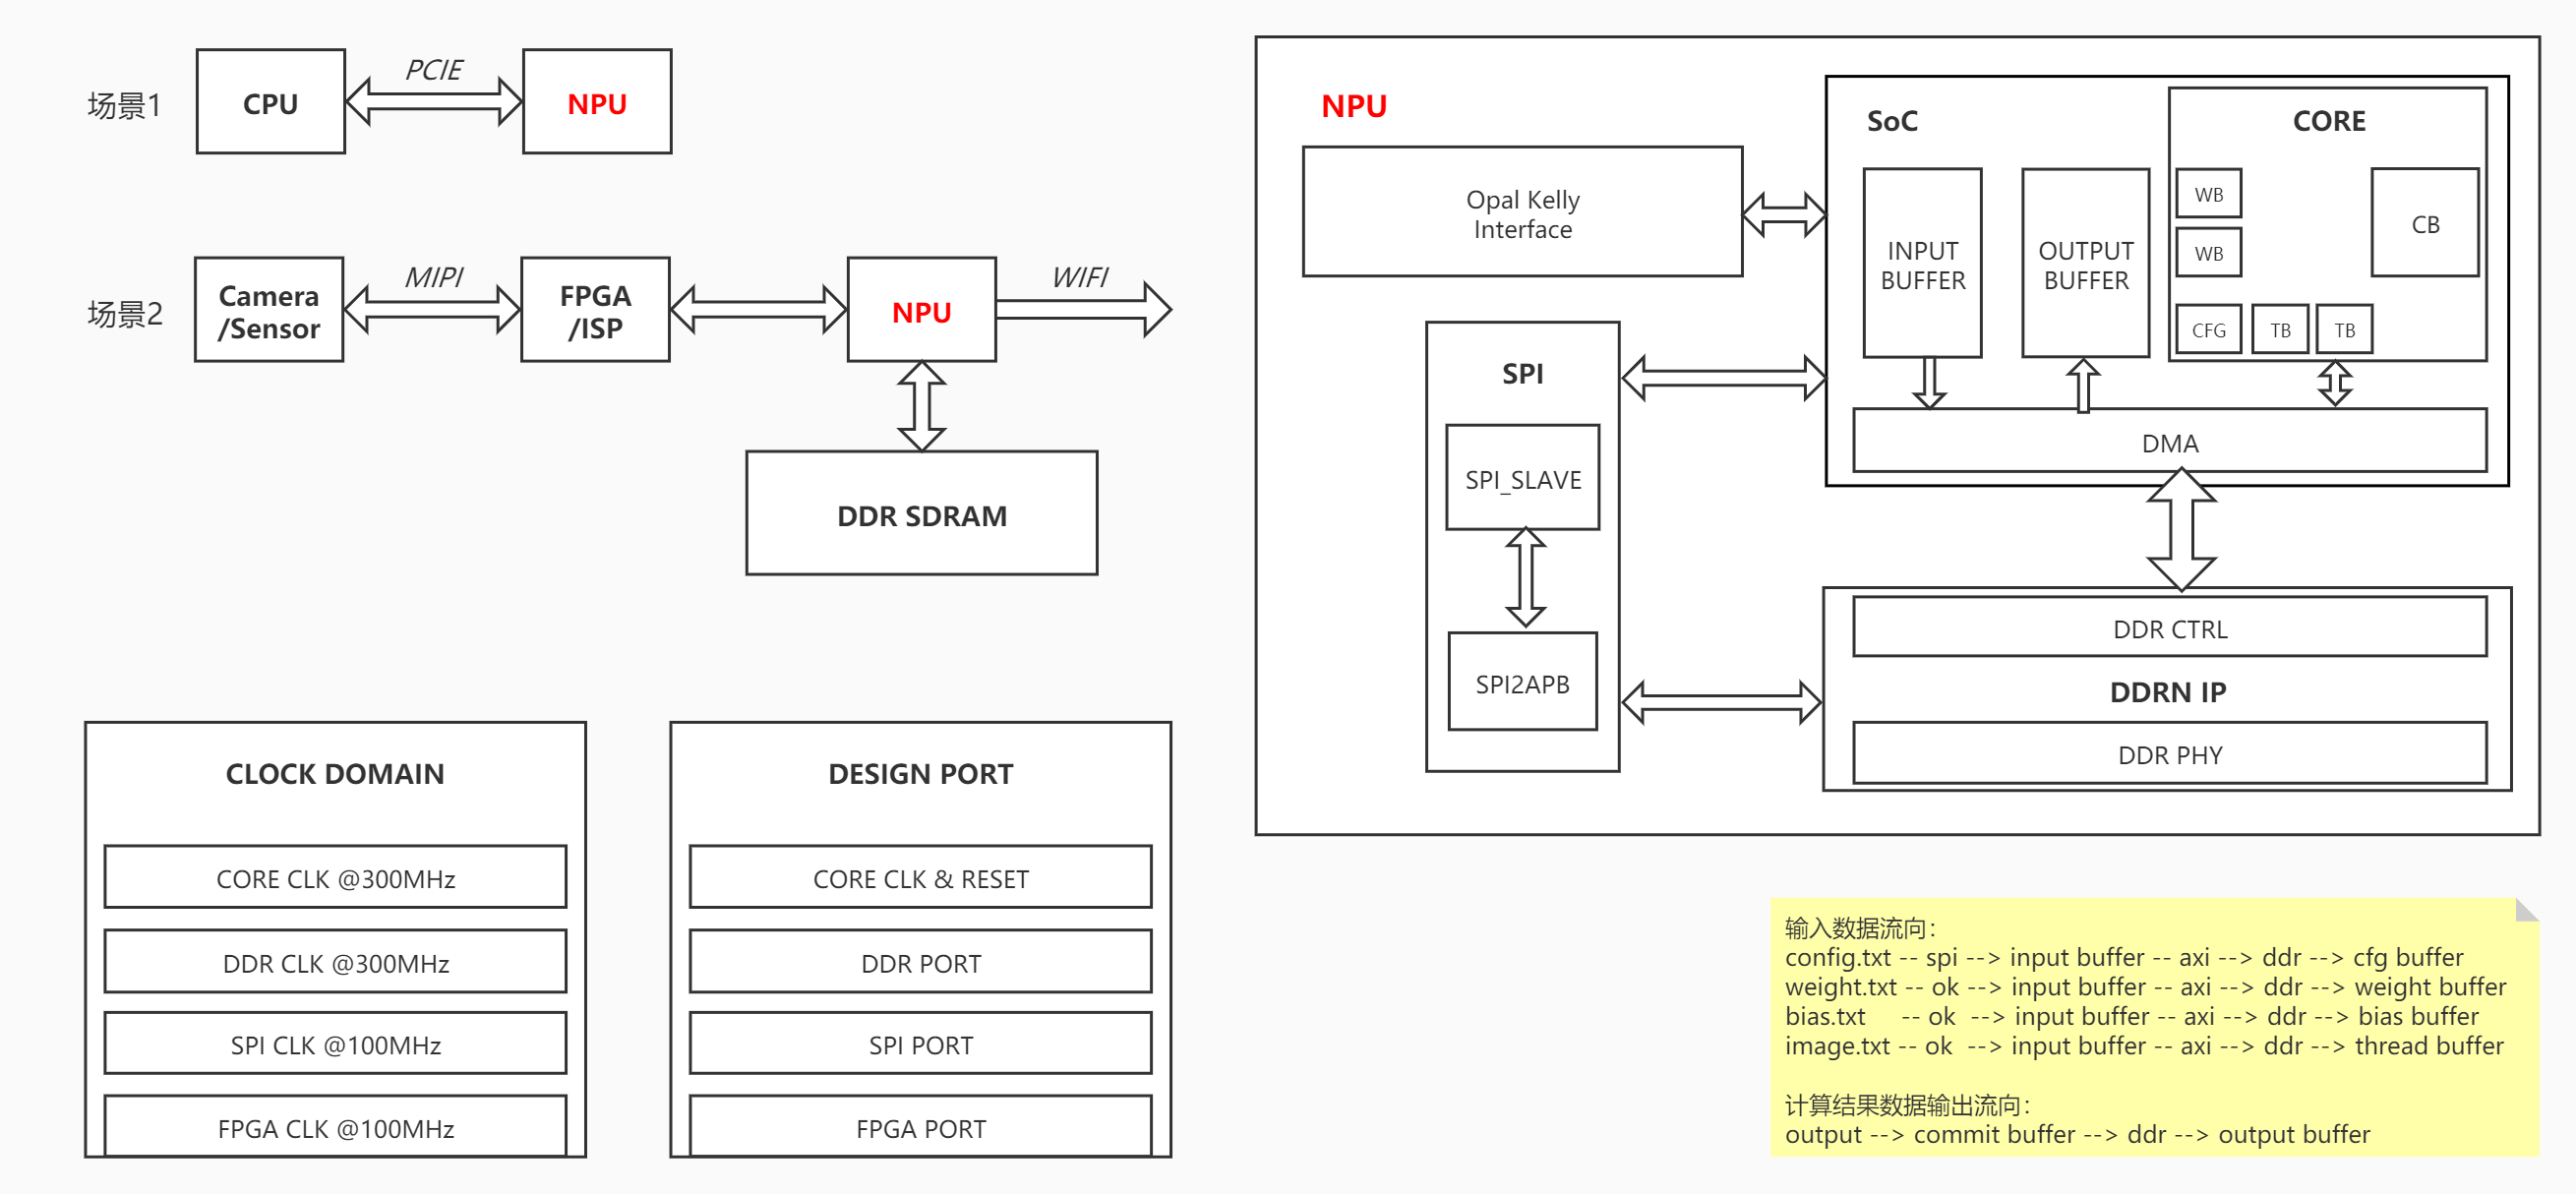 场景1
CPU
PCIE
NPU
场景2
Camera
/Sensor
MIPI
FPGA
/ISP
NPU
WIFI
DDR SDRAM
CLOCK DOMAIN
CORE CLK @300MHz
DDR CLK @300MHz
SPI CLK @100MHz
FPGA CLK @100MHz
DESIGN PORT
CORE CLK & RESET
DDR PORT
SPI PORT
FPGA PORT
NPU
Opal Kelly
Interface
SPI
SPI_SLAVE
SPI2APB
SoC
INPUT
BUFFER
OUTPUT
BUFFER
CORE
WB
WB
CB
CFG
TB
TB
DMA
DDR CTRL
DDRN IP
DDR PHY
输入数据流向：
config.txt -- spi --> input buffer -- axi --> ddr --> cfg buffer
weight.txt -- ok --> input buffer -- axi --> ddr --> weight buffer
bias.txt     -- ok  --> input buffer -- axi --> ddr --> bias buffer
image.txt -- ok  --> input buffer -- axi --> ddr --> thread buffer
计算结果数据输出流向：
output --> commit buffer --> ddr --> output buffer